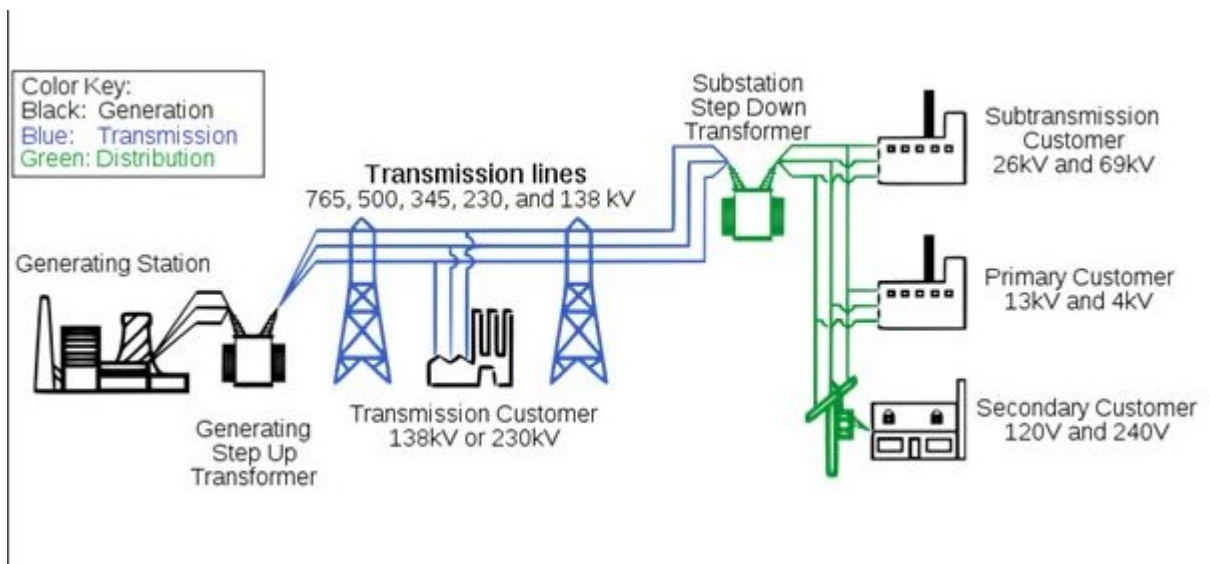 Color Key:
Black: Generation
Blue: Transmission
Green: Distribution
Generating Station
Generating
Step Up
Transformer
Transmission lines
765, 500, 345, 230, and 138 kV
Transmission Customer
138kV or 230kV
Substation
Step Down
Transformer
Subtransmission
Customer
26kV and 69kV
Primary Customer
13kV and 4kV
Secondary Customer
120V and 240V